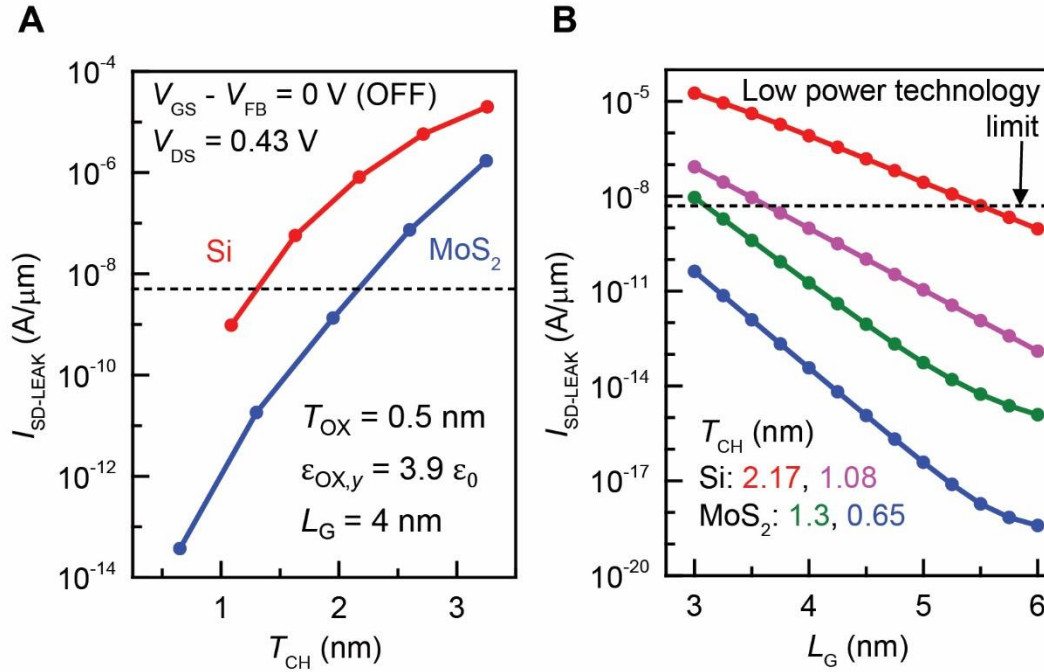 A
V_GS - V_FB = 0 V (OFF)
V_DS = 0.43 V
Si
MoS₂
T_OX = 0.5 nm
ε_OX,y = 3.9 ε₀
L_G = 4 nm
10⁻⁴
10⁻⁶
10⁻⁸
10⁻¹⁰
10⁻¹²
10⁻¹⁴
I_SD-LEAK (A/μm)
1 2 3
T_CH (nm)
B
Low power technology
limit
T_CH (nm)
Si: 2.17, 1.08
MoS₂: 1.3, 0.65
10⁻⁵
10⁻⁸
10⁻¹¹
10⁻¹⁴
10⁻¹⁷
10⁻²⁰
I_SD-LEAK (A/μm)
3 4 5 6
L_G (nm)